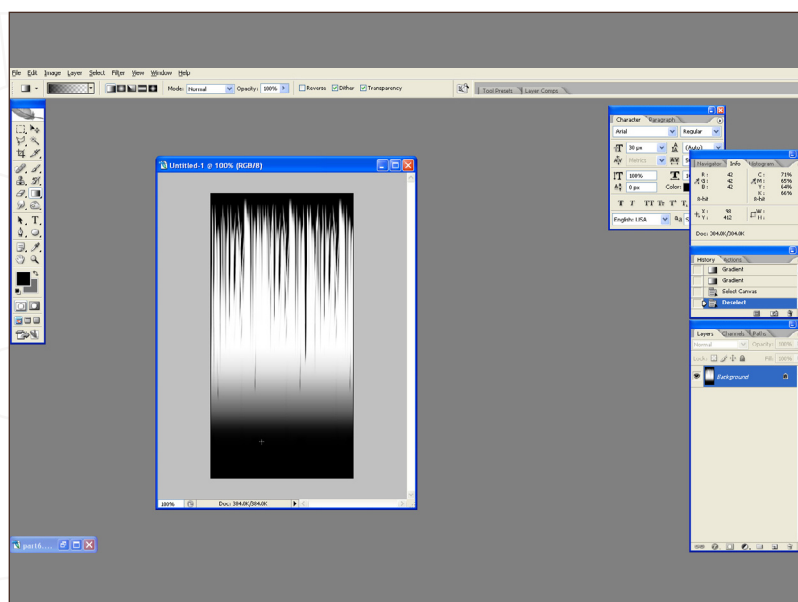 File Edit Image Layer Select Filter View Window Help
Mode: Normal Opacity: 100% Reverse Dither Transparency
Tool Presets Layer Comps
Character Paragraph
Arial Regular
30 px (Auto)
Metrics
100%
0 px Color:
T T TT Tr
English: USA
Untitled-1 @ 100% (RGB/8)
100% Doc: 384.0K/384.0K
Navigator Info Histogram
R: 42 C: 71%
G: 42 M: 65%
B: 42 Y: 64%
K: 66%
8-bit 8-bit
X: 98 W:
Y: 412 H:
Doc: 384.0K/384.0K
History Actions
Gradient
Gradient
Select Canvas
Deselect
Layers Channels Paths
Normal Opacity: 100%
Lock: Fill: 100%
Background
part6....